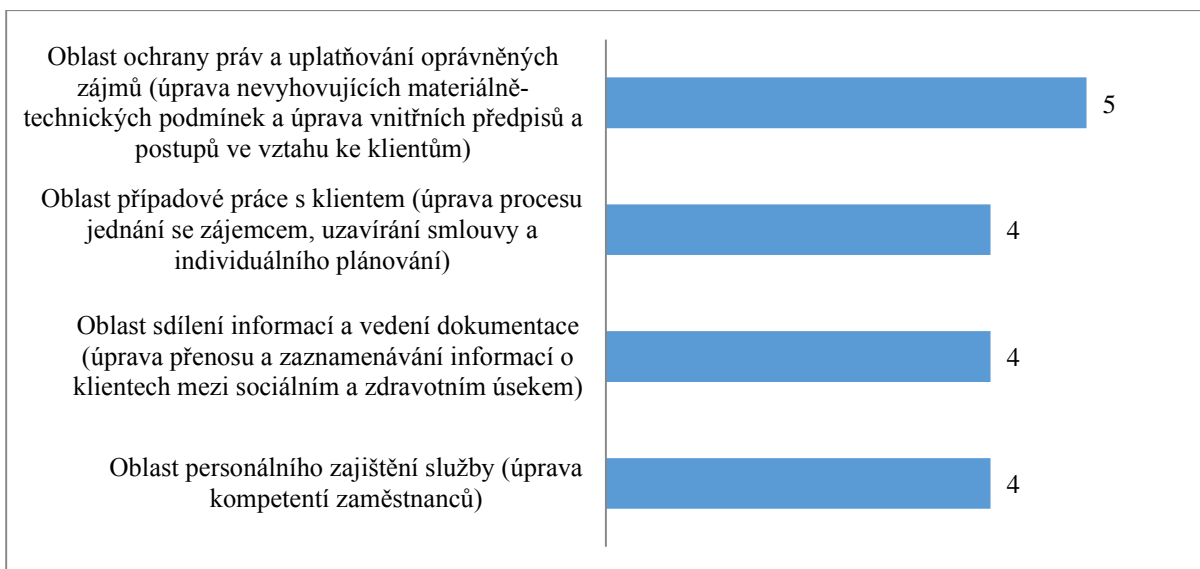 Oblast ochrany práv a uplatňování oprávněných
zájmů (úprava nevyhovujících materiálně-
technických podmínek a úprava vnitřních předpisů a
postupů ve vztahu ke klientům)
5
Oblast případové práce s klientem (úprava procesu
jednání se zájemcem, uzavírání smlouvy a
individuálního plánování)
4
Oblast sdílení informací a vedení dokumentace
(úprava přenosu a zaznamenávání informací o
klientech mezi sociálním a zdravotním úsekem)
4
Oblast personálního zajištění služby (úprava
kompetentí zaměstnanců)
4